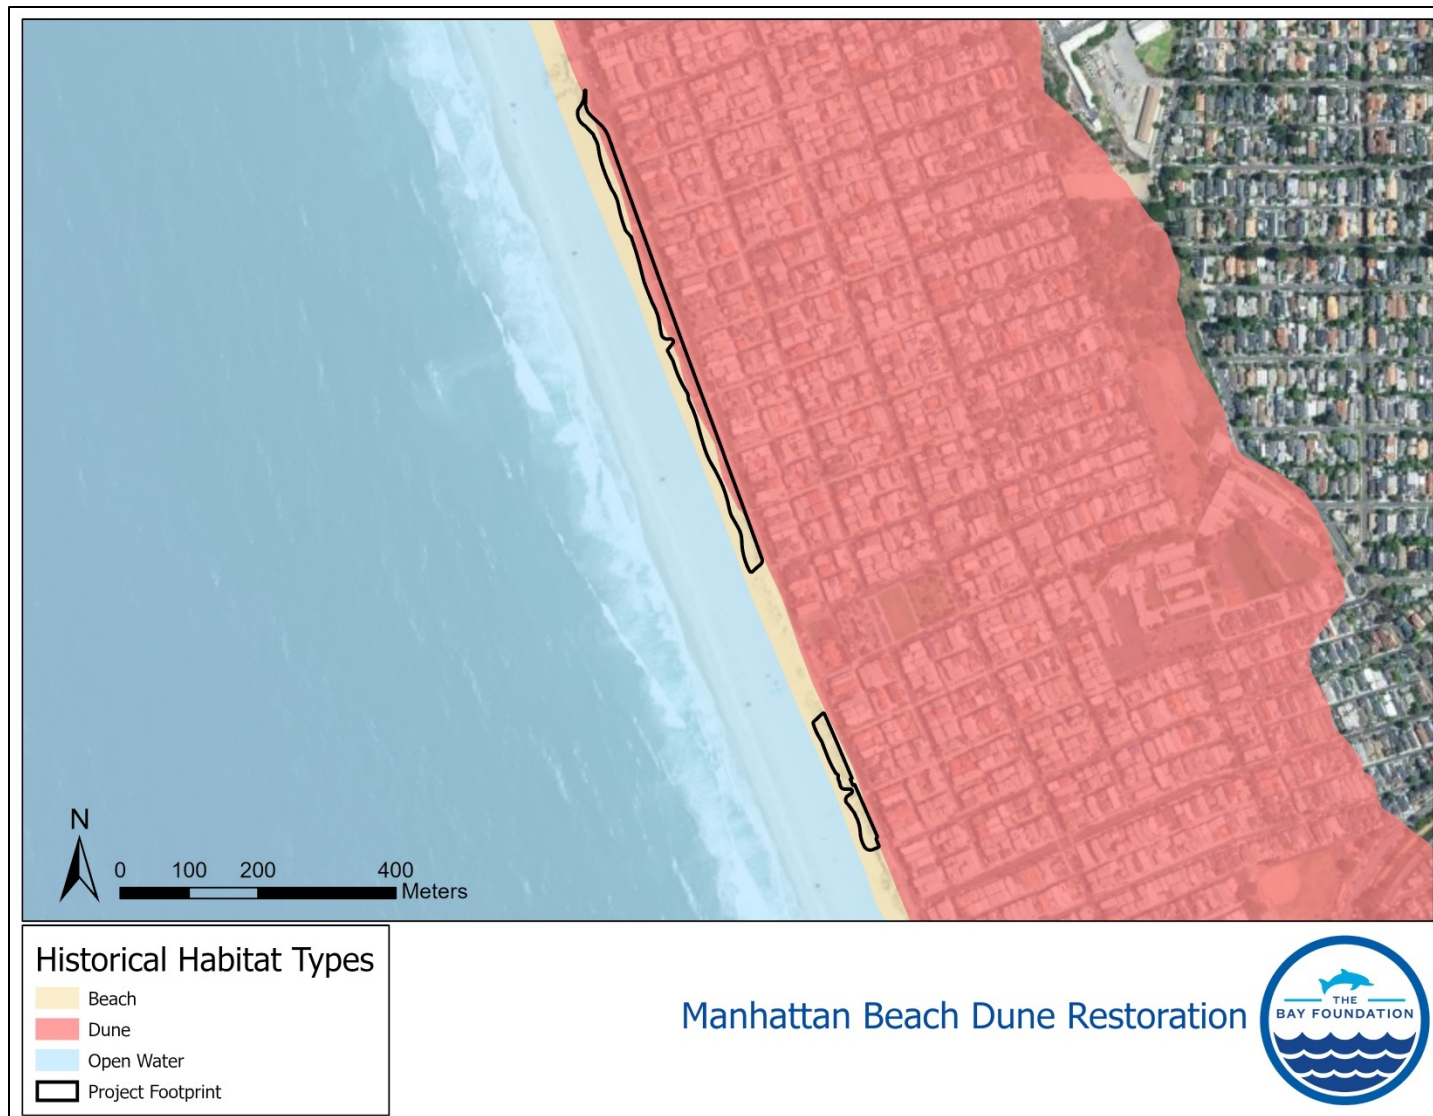 N
0 100 200 400
Meters
Historical Habitat Types
Beach
Dune
Open Water
Project Footprint
Manhattan Beach Dune Restoration
THE
BAY FOUNDATION